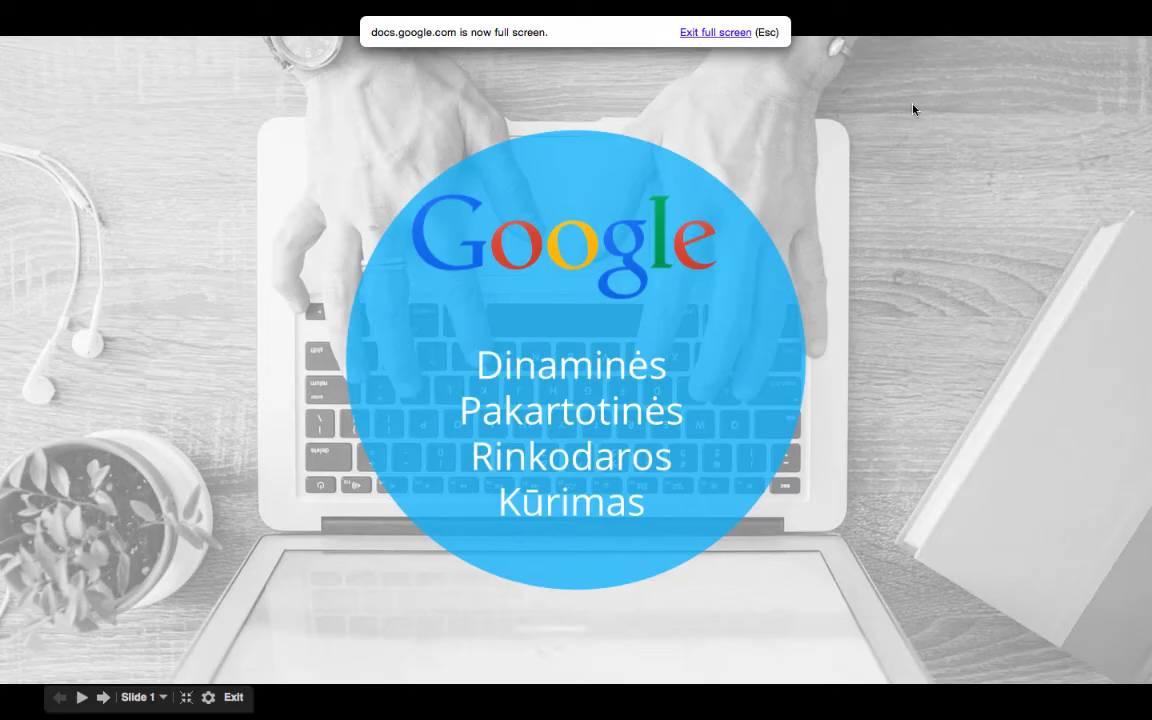 docs.google.com is now full screen.
Exit full screen (Esc)
Google
Dinaminės
Pakartotinės
Rinkodaros
Kūrimas
Slide 1
Exit